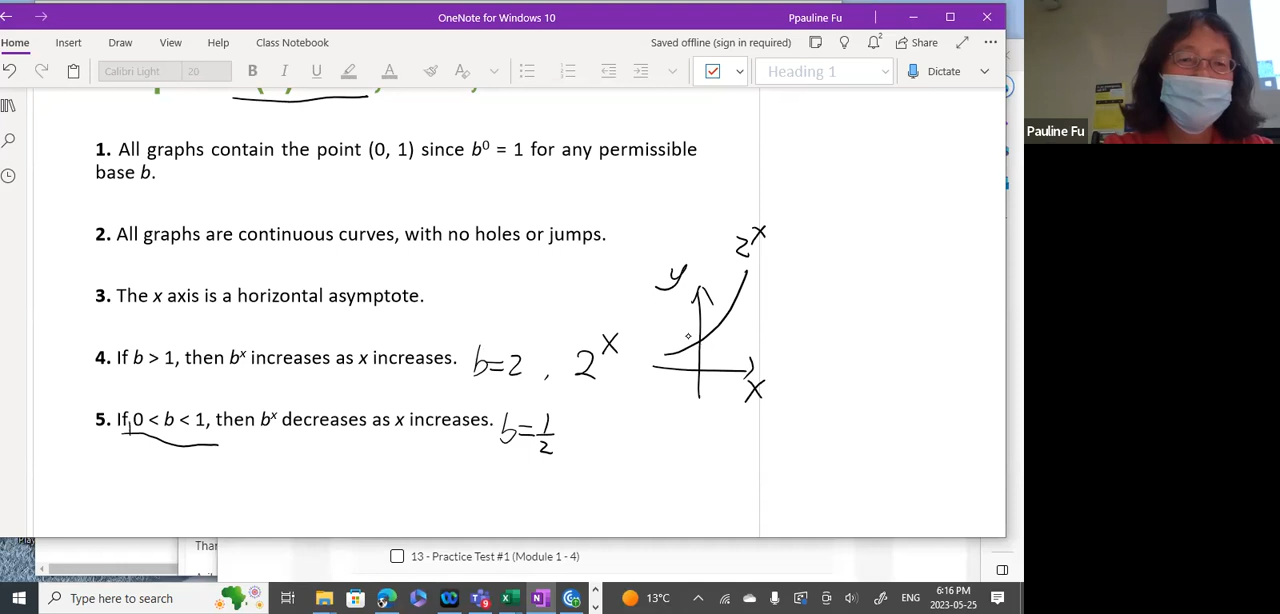 OneNote for Windows 10
Ppauline Fu
Home Insert Draw View Help Class Notebook
Saved offline (sign in required)
Share
Calibri Light 20 B I U A Heading 1 Dictate
1. All graphs contain the point (0, 1) since b⁰ = 1 for any permissible
base b.
2. All graphs are continuous curves, with no holes or jumps.
2ˣ
y
3. The x axis is a horizontal asymptote.
4. If b > 1, then bˣ increases as x increases. b=2 , 2ˣ
x
5. If 0 < b < 1, then bˣ decreases as x increases. b=1/2
Pauline Fu
13 - Practice Test #1 (Module 1 - 4)
Type here to search
13°C
ENG
6:16 PM
2023-05-25